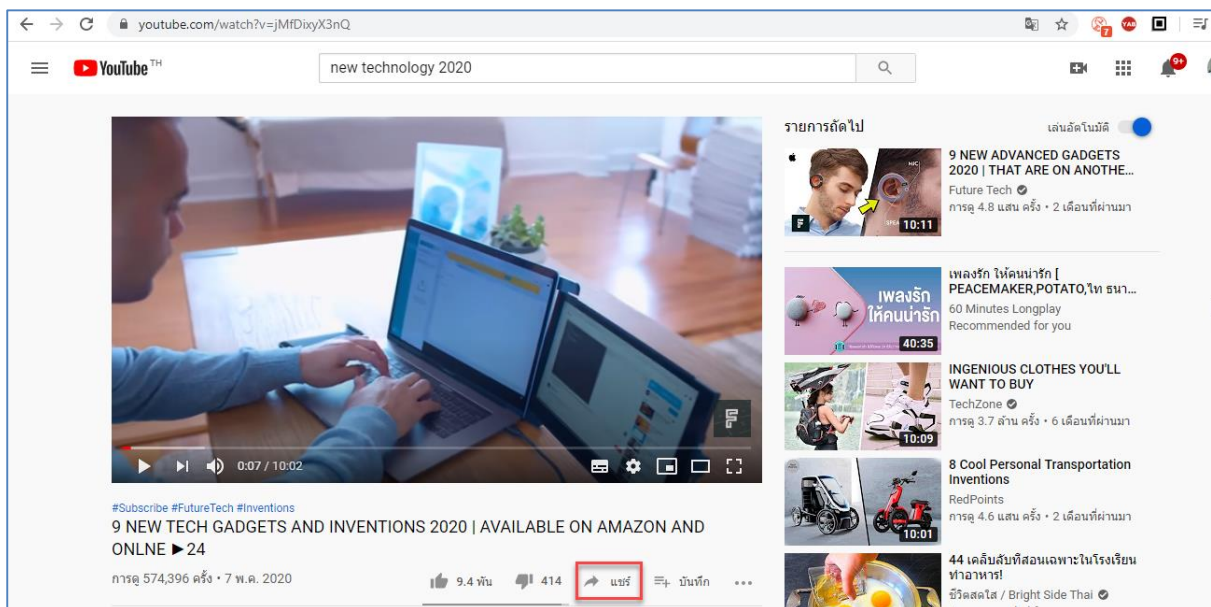 youtube.com/watch?v=jMfDixyX3nQ
7
YAB
YouTube TH
new technology 2020
9+
0:07 / 10:02
#Subscribe #FutureTech #Inventions
9 NEW TECH GADGETS AND INVENTIONS 2020 | AVAILABLE ON AMAZON AND
ONLNE ►24
การดู 574,396 ครั้ง • 7 พ.ค. 2020
9.4 พัน
414
แชร์
บันทึก
รายการถัดไป
เล่นอัตโนมัติ
10:11
9 NEW ADVANCED GADGETS
2020 | THAT ARE ON ANOTHE...
Future Tech
การดู 4.8 แสน ครั้ง • 2 เดือนที่ผ่านมา
เพลงรัก
ให้คนน่ารัก
40:35
เพลงรัก ให้คนน่ารัก [
PEACEMAKER,POTATO,ไท ธนา...
60 Minutes Longplay
Recommended for you
10:09
INGENIOUS CLOTHES YOU'LL
WANT TO BUY
TechZone
การดู 3.7 ล้าน ครั้ง • 6 เดือนที่ผ่านมา
10:01
8 Cool Personal Transportation
Inventions
RedPoints
การดู 4.6 แสน ครั้ง • 2 เดือนที่ผ่านมา
44 เคล็บลับที่สอนเฉพาะในโรงเรียน
ทำอาหาร!
ชีวิตสดใส / Bright Side Thai